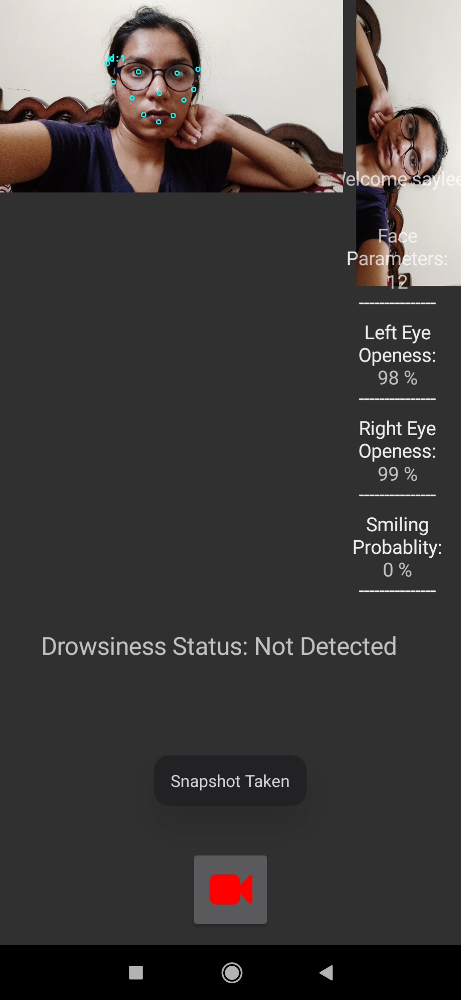 Id:1
elcome saylee
Face
Parameters:
12
---------------
Left Eye
Openess:
98 %
---------------
Right Eye
Openess:
99 %
---------------
Smiling
Probablity:
0 %
---------------
Drowsiness Status: Not Detected
Snapshot Taken